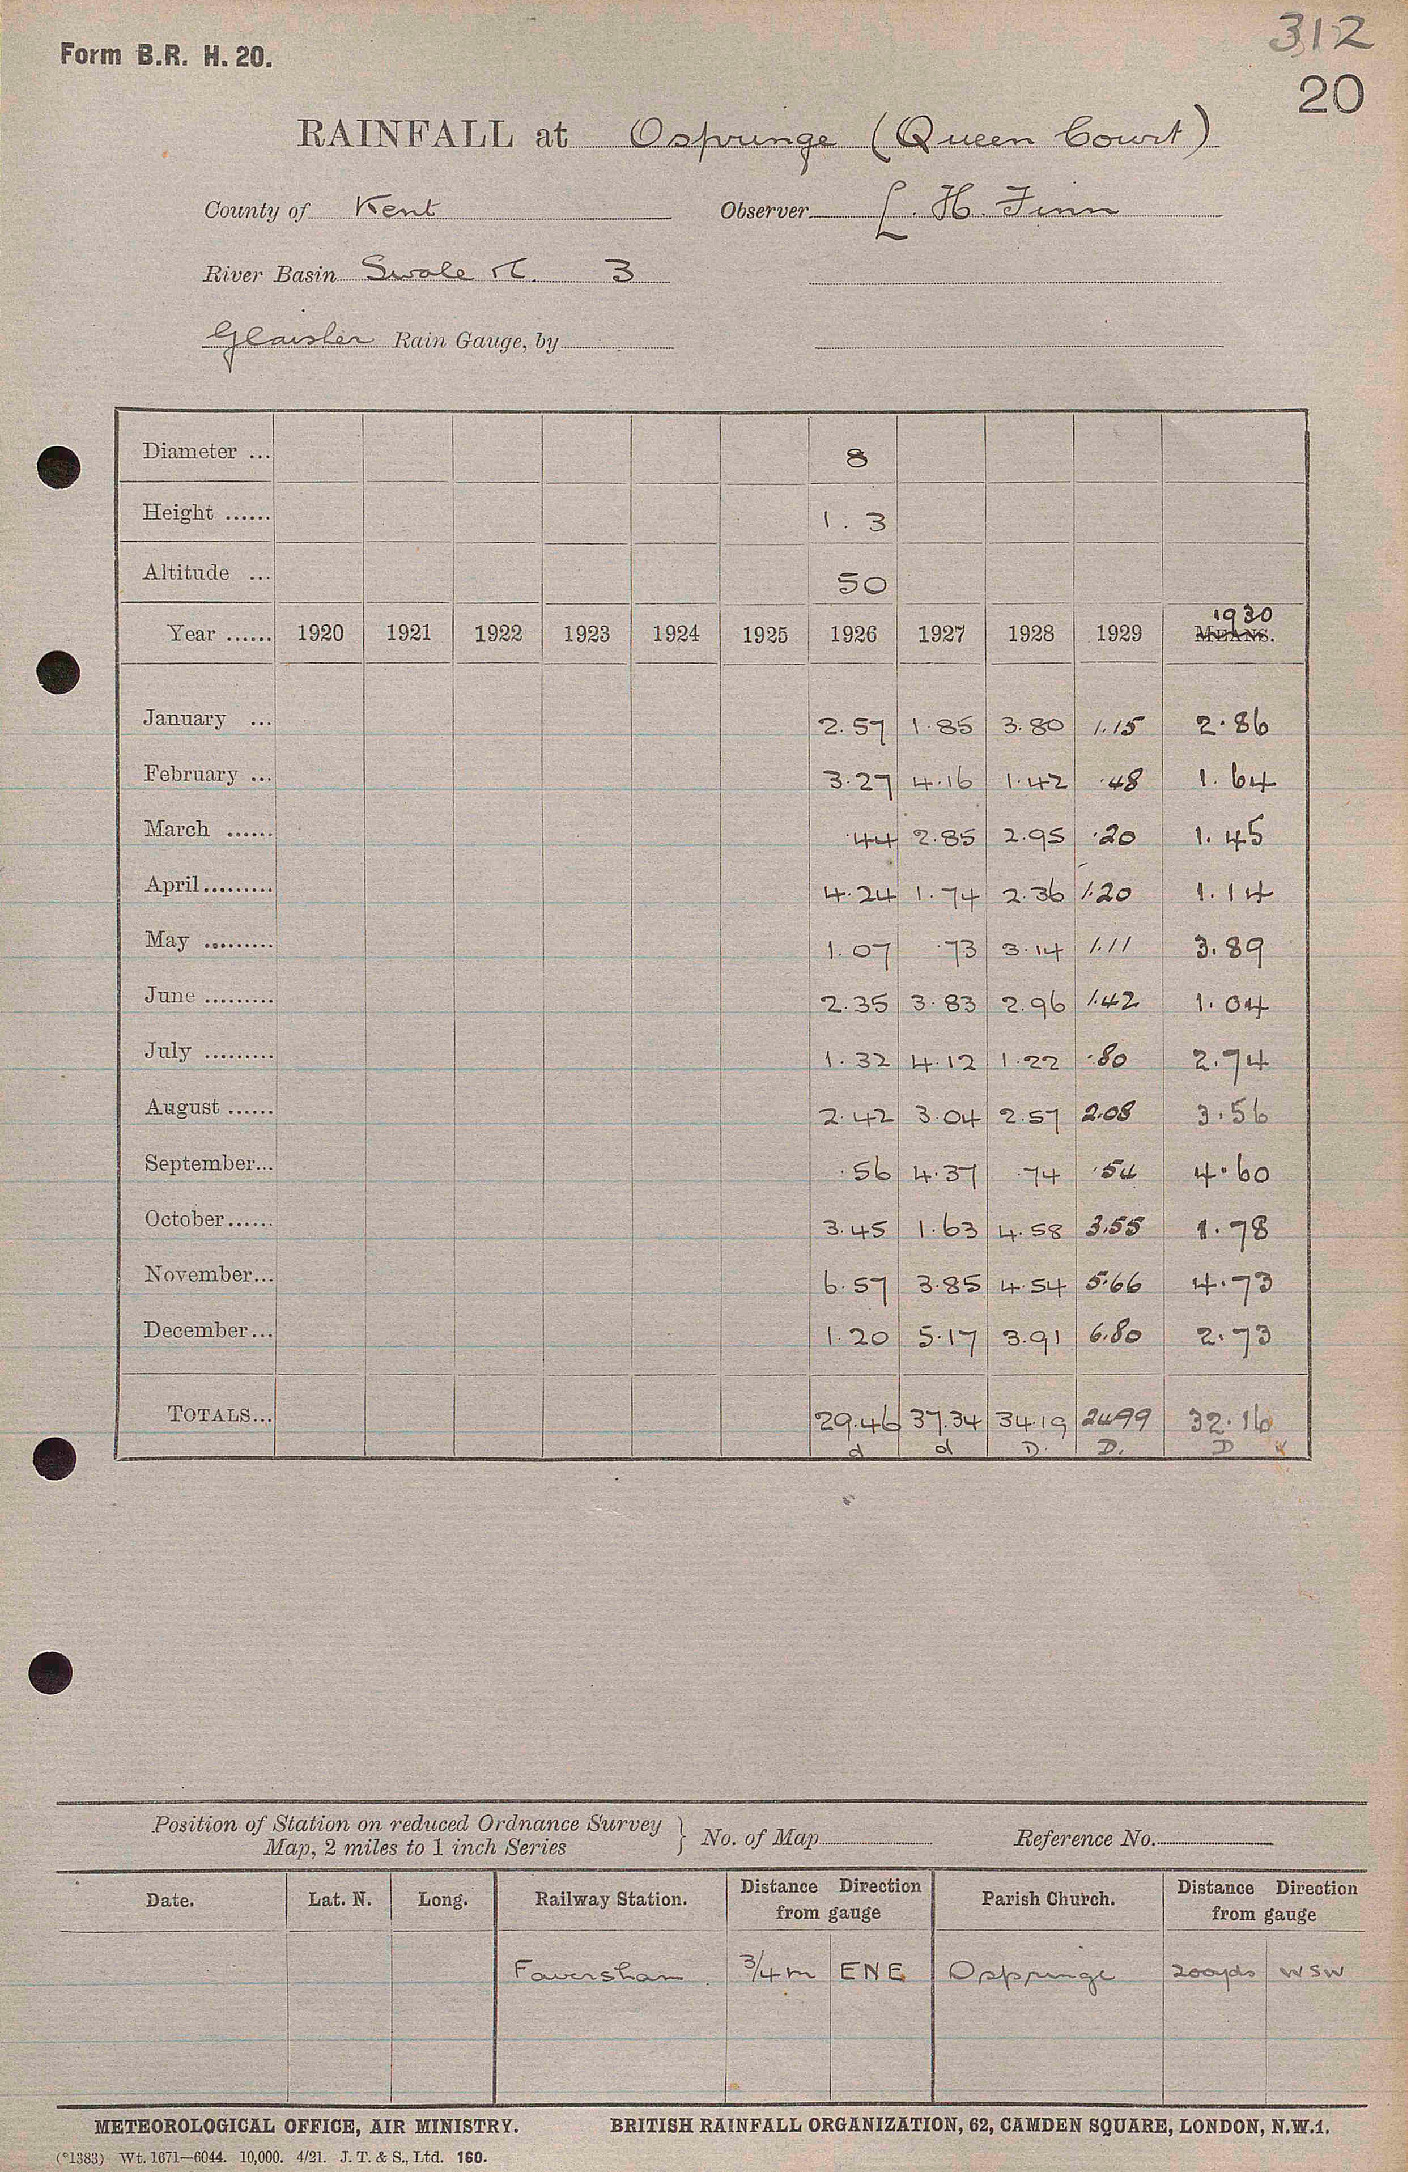 312
Form B.R. H. 20.
20
RAINFALL at Ospringe (Queen Court)
County of Kent Observer L. H. Finn
River Basin Swale 3
Glaisher Rain Gauge, by
Diameter ... 8
Height ...... 1.3
Altitude ... 50
1930
Year ...... 1920 1921 1922 1923 1924 1925 1926 1927 1928 1929 MEANS.
January ... 2.57 1.85 3.80 1.15 2.86
February ... 3.27 4.16 1.42 .48 1.64
March ...... .44 2.85 2.95 .20 1.45
April......... 4.24 1.74 2.36 1.20 1.14
May ......... 1.07 .73 3.14 1.11 3.89
June ......... 2.35 3.83 2.96 1.42 1.04
July ......... 1.32 4.12 1.22 .80 2.74
August ...... 2.42 3.04 2.57 2.08 3.56
September... .56 4.37 .74 .54 4.60
October...... 3.45 1.63 4.58 3.55 1.78
November... 6.57 3.85 4.54 5.66 4.73
December... 1.20 5.17 3.91 6.80 2.73
TOTALS... 29.46 37.34 34.19 24.99 32.16
d d D. D. D
Position of Station on reduced Ordnance Survey
Map, 2 miles to 1 inch Series } No. of Map Reference No.
Date. Lat. N. Long. Railway Station. Distance Direction from gauge Parish Church. Distance Direction from gauge
Faversham. 3/4 m ENE Ospringe 200yds WSW
METEOROLOGICAL OFFICE, AIR MINISTRY. BRITISH RAINFALL ORGANIZATION, 62, CAMDEN SQUARE, LONDON, N.W.1.
(*1383) Wt. 1671—6044. 10,000. 4/21. J. T. & S., Ltd. 160.